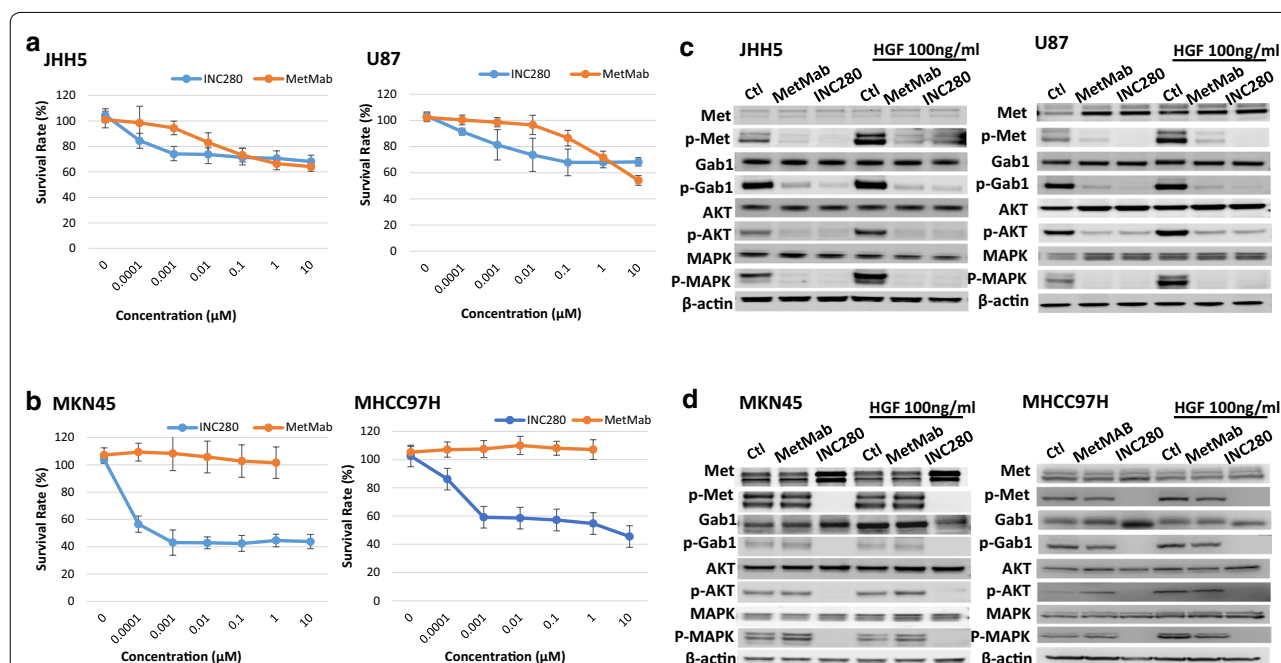 a
JHH5
INC280 MetMab
Survival Rate (%)
120
100
80
60
40
20
0
0 0.0001 0.001 0.01 0.1 1 10
Concentration (µM)
U87
INC280 MetMab
Survival Rate (%)
120
100
80
60
40
20
0
0 0.0001 0.001 0.01 0.1 1 10
Concentration (µM)
b
MKN45
INC280 MetMab
Survival Rate (%)
120
100
80
60
40
20
0
0 0.0001 0.001 0.01 0.1 1 10
Concentration (µM)
MHCC97H
INC280 MetMab
Survival Rate (%)
120
100
80
60
40
20
0
0 0.0001 0.001 0.01 0.1 1 10
Concentration (µM)
c
JHH5
HGF 100ng/ml
Ctl MetMab INC280 Ctl MetMab INC280
Met
p-Met
Gab1
p-Gab1
AKT
p-AKT
MAPK
P-MAPK
β-actin
U87
HGF 100ng/ml
Ctl MetMab INC280 Ctl MetMab INC280
Met
p-Met
Gab1
p-Gab1
AKT
p-AKT
MAPK
P-MAPK
β-actin
d
MKN45
HGF 100ng/ml
Ctl MetMab INC280 Ctl MetMab INC280
Met
p-Met
Gab1
p-Gab1
AKT
p-AKT
MAPK
P-MAPK
β-actin
MHCC97H
HGF 100ng/ml
Ctl MetMAB INC280 Ctl MetMab INC280
Met
p-Met
Gab1
p-Gab1
AKT
p-AKT
MAPK
P-MAPK
β-actin